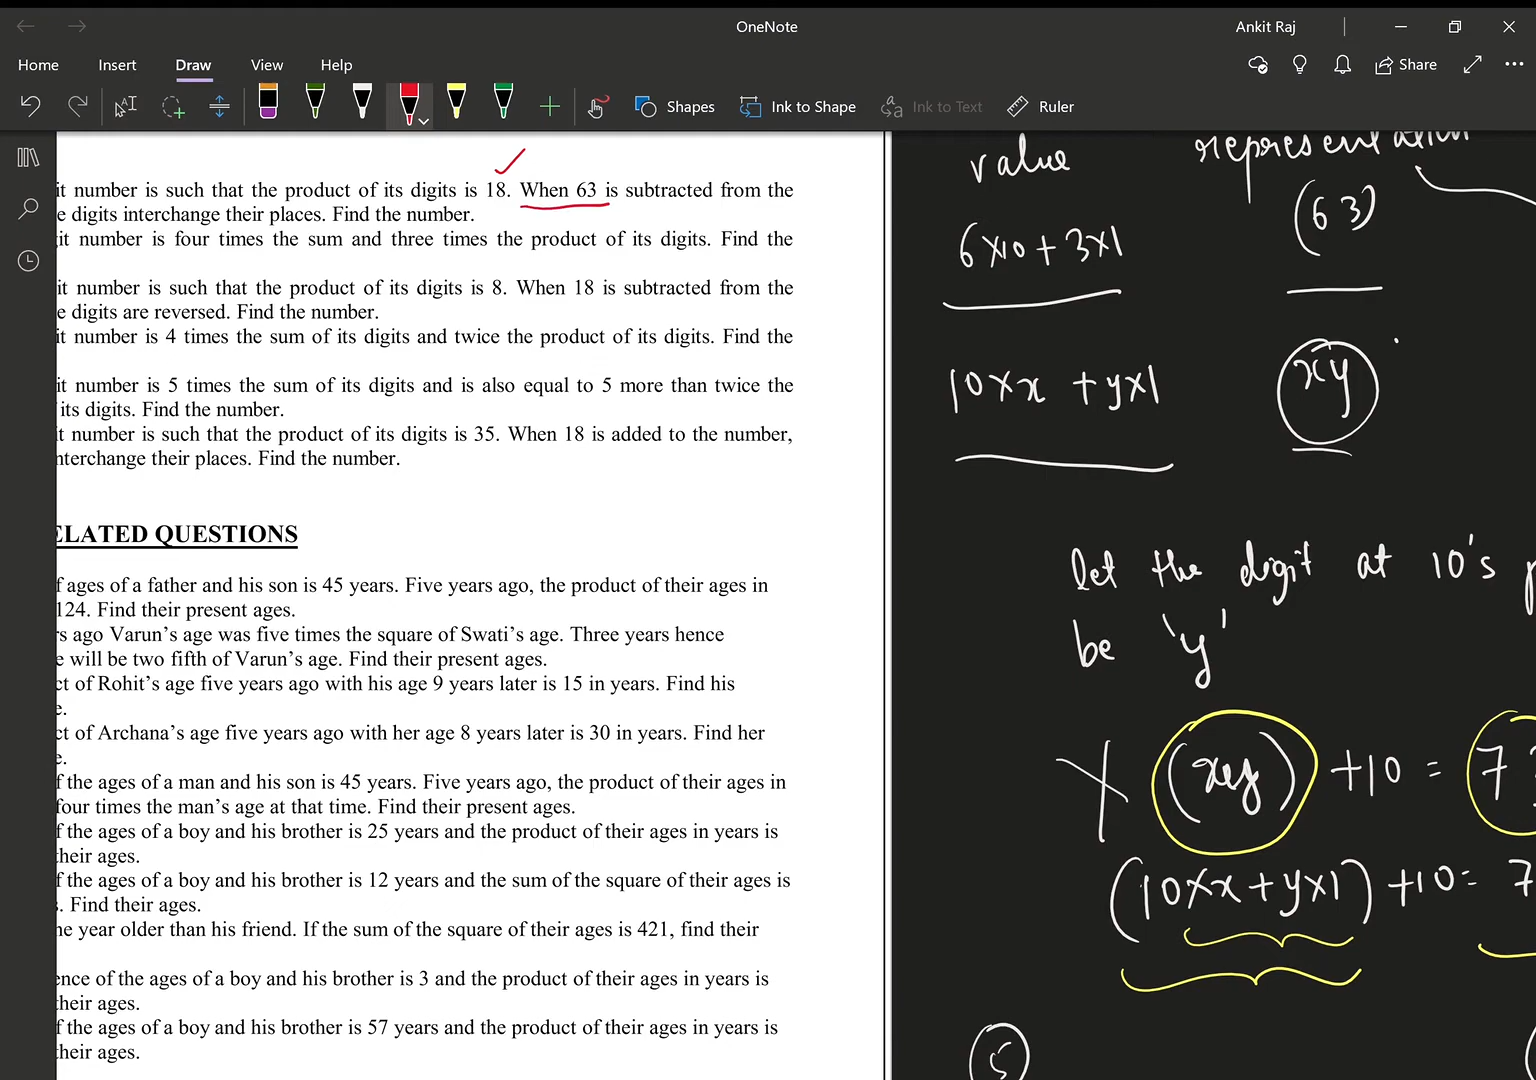 OneNote
Ankit Raj
Home Insert Draw View Help
Share
Shapes
Ink to Shape
Ink to Text
Ruler
it number is such that the product of its digits is 18. When 63 is subtracted from the
e digits interchange their places. Find the number.
git number is four times the sum and three times the product of its digits. Find the
it number is such that the product of its digits is 8. When 18 is subtracted from the
e digits are reversed. Find the number.
it number is 4 times the sum of its digits and twice the product of its digits. Find the
it number is 5 times the sum of its digits and is also equal to 5 more than twice the
its digits. Find the number.
it number is such that the product of its digits is 35. When 18 is added to the number,
nterchange their places. Find the number.
ELATED QUESTIONS
f ages of a father and his son is 45 years. Five years ago, the product of their ages in
124. Find their present ages.
rs ago Varun’s age was five times the square of Swati’s age. Three years hence
e will be two fifth of Varun’s age. Find their present ages.
ct of Rohit’s age five years ago with his age 9 years later is 15 in years. Find his
e.
ct of Archana’s age five years ago with her age 8 years later is 30 in years. Find her
e.
f the ages of a man and his son is 45 years. Five years ago, the product of their ages in
four times the man’s age at that time. Find their present ages.
f the ages of a boy and his brother is 25 years and the product of their ages in years is
their ages.
f the ages of a boy and his brother is 12 years and the sum of the square of their ages is
. Find their ages.
ne year older than his friend. If the sum of the square of their ages is 421, find their
ence of the ages of a boy and his brother is 3 and the product of their ages in years is
their ages.
f the ages of a boy and his brother is 57 years and the product of their ages in years is
their ages.
value representation
6×10 + 3×1 (63)
10×x + y×1 xy
let the digit at 10's
be 'y'
(xy) +10 = 7
(10×x + y×1) +10= 7
5